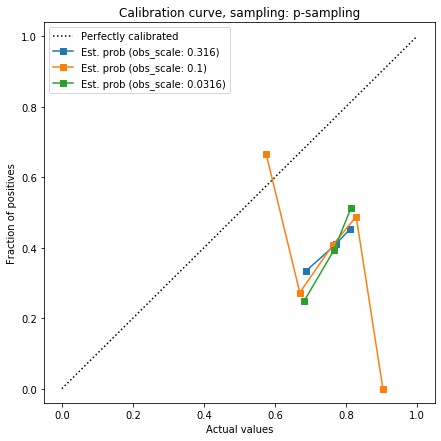 Calibration curve, sampling: p-sampling
Perfectly calibrated
Est. prob (obs_scale: 0.316)
Est. prob (obs_scale: 0.1)
Est. prob (obs_scale: 0.0316)
Fraction of positives
1.0
0.8
0.6
0.4
0.2
0.0
0.0 0.2 0.4 0.6 0.8 1.0
Actual values